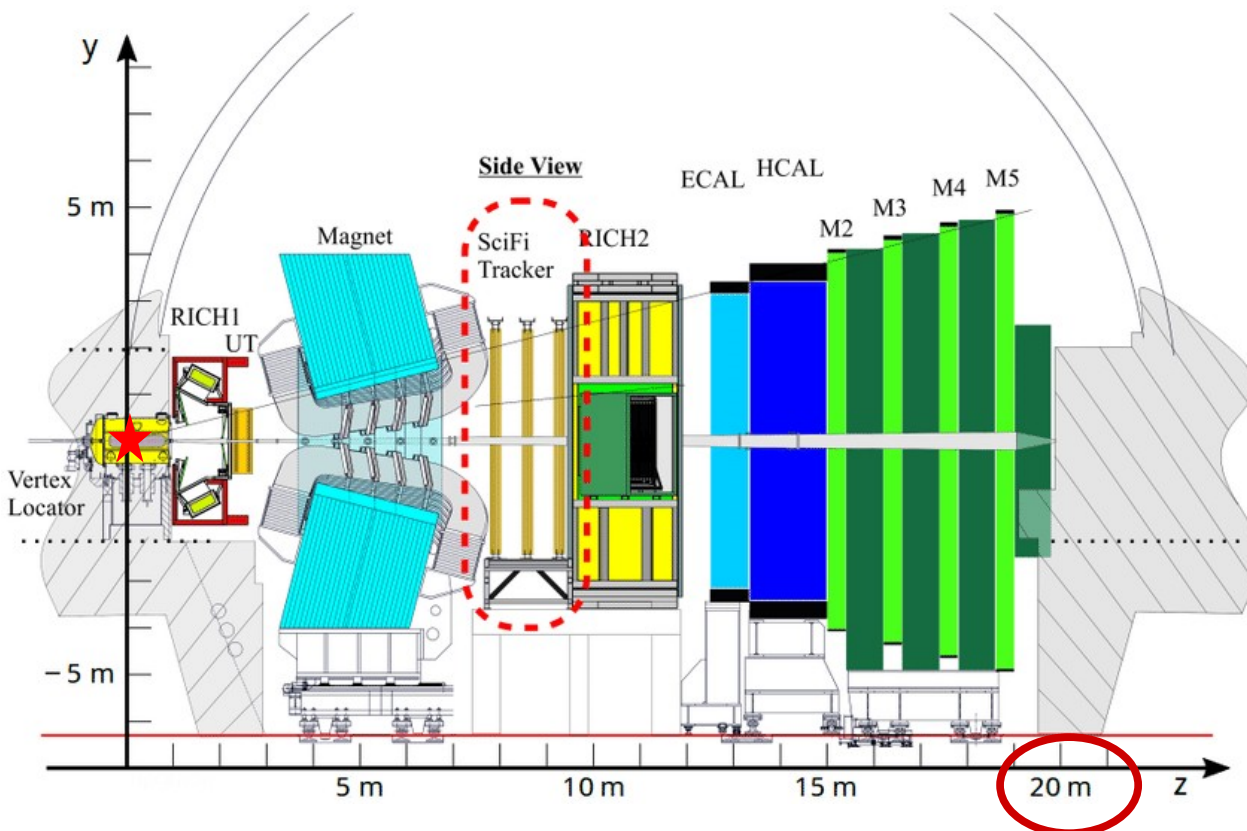 y
Side View
ECAL
HCAL
M5
M4
M3
M2
5 m
Magnet
SciFi
Tracker
RICH2
RICH1
UT
Vertex
Locator
−5 m
5 m
10 m
15 m
20 m
z